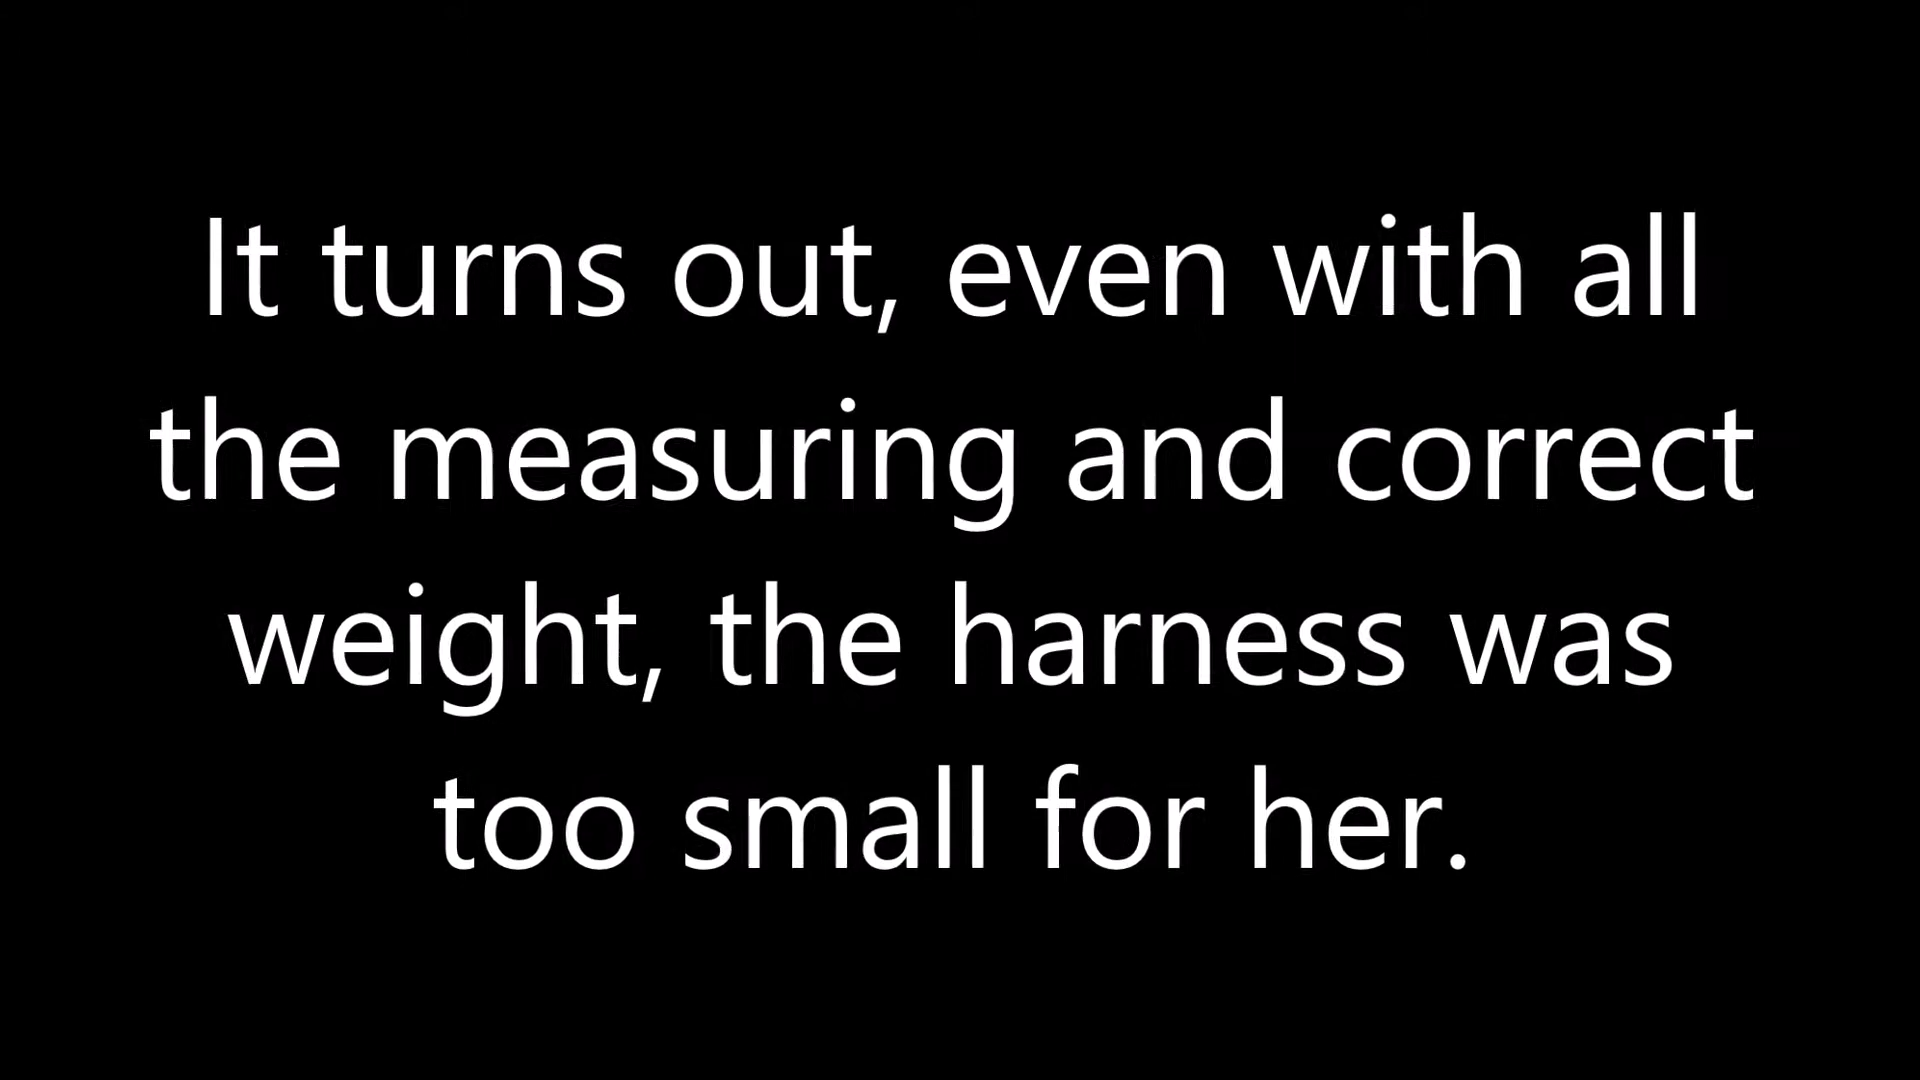 It turns out, even with all
the measuring and correct
weight, the harness was
too small for her.